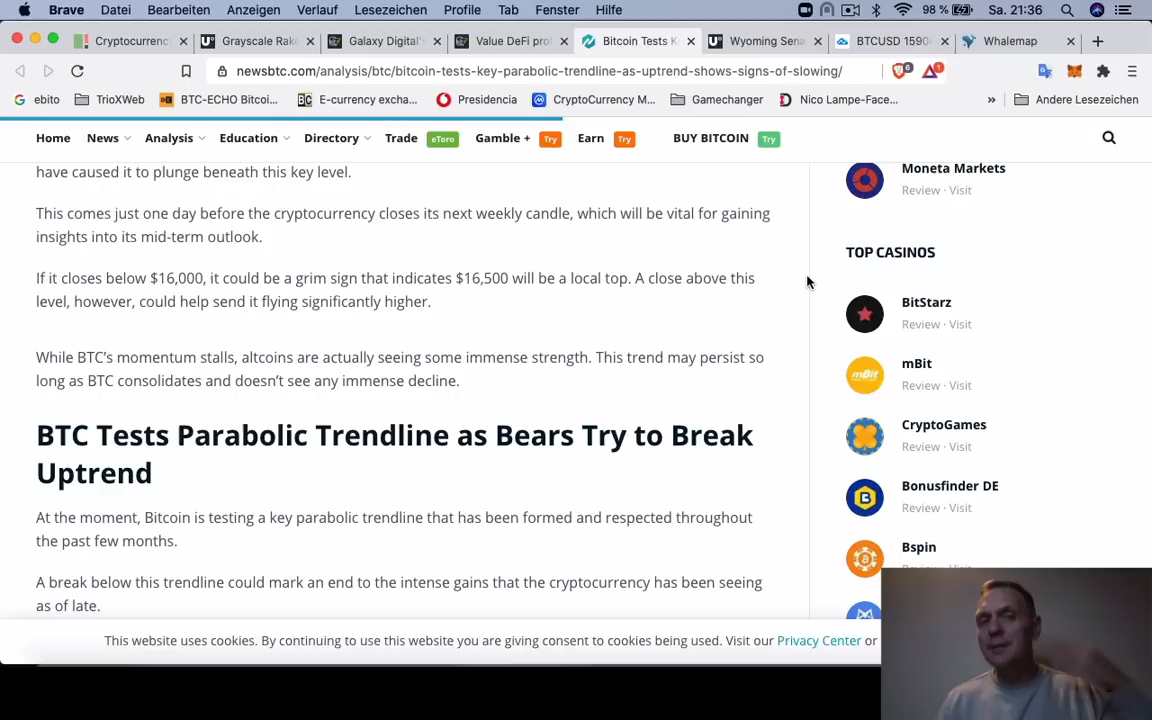 Brave Datei Bearbeiten Anzeigen Verlauf Lesezeichen Profile Tab Fenster Hilfe 98 % Sa. 21:36
Cryptocurrency Grayscale Rake Galaxy Digital's Value DeFi prot Bitcoin Tests K Wyoming Sena BTCUSD 1590 Whalemap
newsbtc.com/analysis/btc/bitcoin-tests-key-parabolic-trendline-as-uptrend-shows-signs-of-slowing/ 6 1
ebito TrioXWeb BTC-ECHO Bitcoi... E-currency excha... Presidencia CryptoCurrency M... Gamechanger Nico Lampe-Face... » Andere Lesezeichen
Home News Analysis Education Directory Trade eToro Gamble + Try Earn Try BUY BITCOIN Try
have caused it to plunge beneath this key level.
This comes just one day before the cryptocurrency closes its next weekly candle, which will be vital for gaining
insights into its mid-term outlook.
If it closes below $16,000, it could be a grim sign that indicates $16,500 will be a local top. A close above this
level, however, could help send it flying significantly higher.
While BTC’s momentum stalls, altcoins are actually seeing some immense strength. This trend may persist so
long as BTC consolidates and doesn’t see any immense decline.
BTC Tests Parabolic Trendline as Bears Try to Break
Uptrend
At the moment, Bitcoin is testing a key parabolic trendline that has been formed and respected throughout
the past few months.
A break below this trendline could mark an end to the intense gains that the cryptocurrency has been seeing
as of late.
Moneta Markets
Review · Visit
TOP CASINOS
BitStarz
Review · Visit
mBit
mBit
Review · Visit
CryptoGames
Review · Visit
Bonusfinder DE
B
Review · Visit
Bspin
This website uses cookies. By continuing to use this website you are giving consent to cookies being used. Visit our Privacy Center or